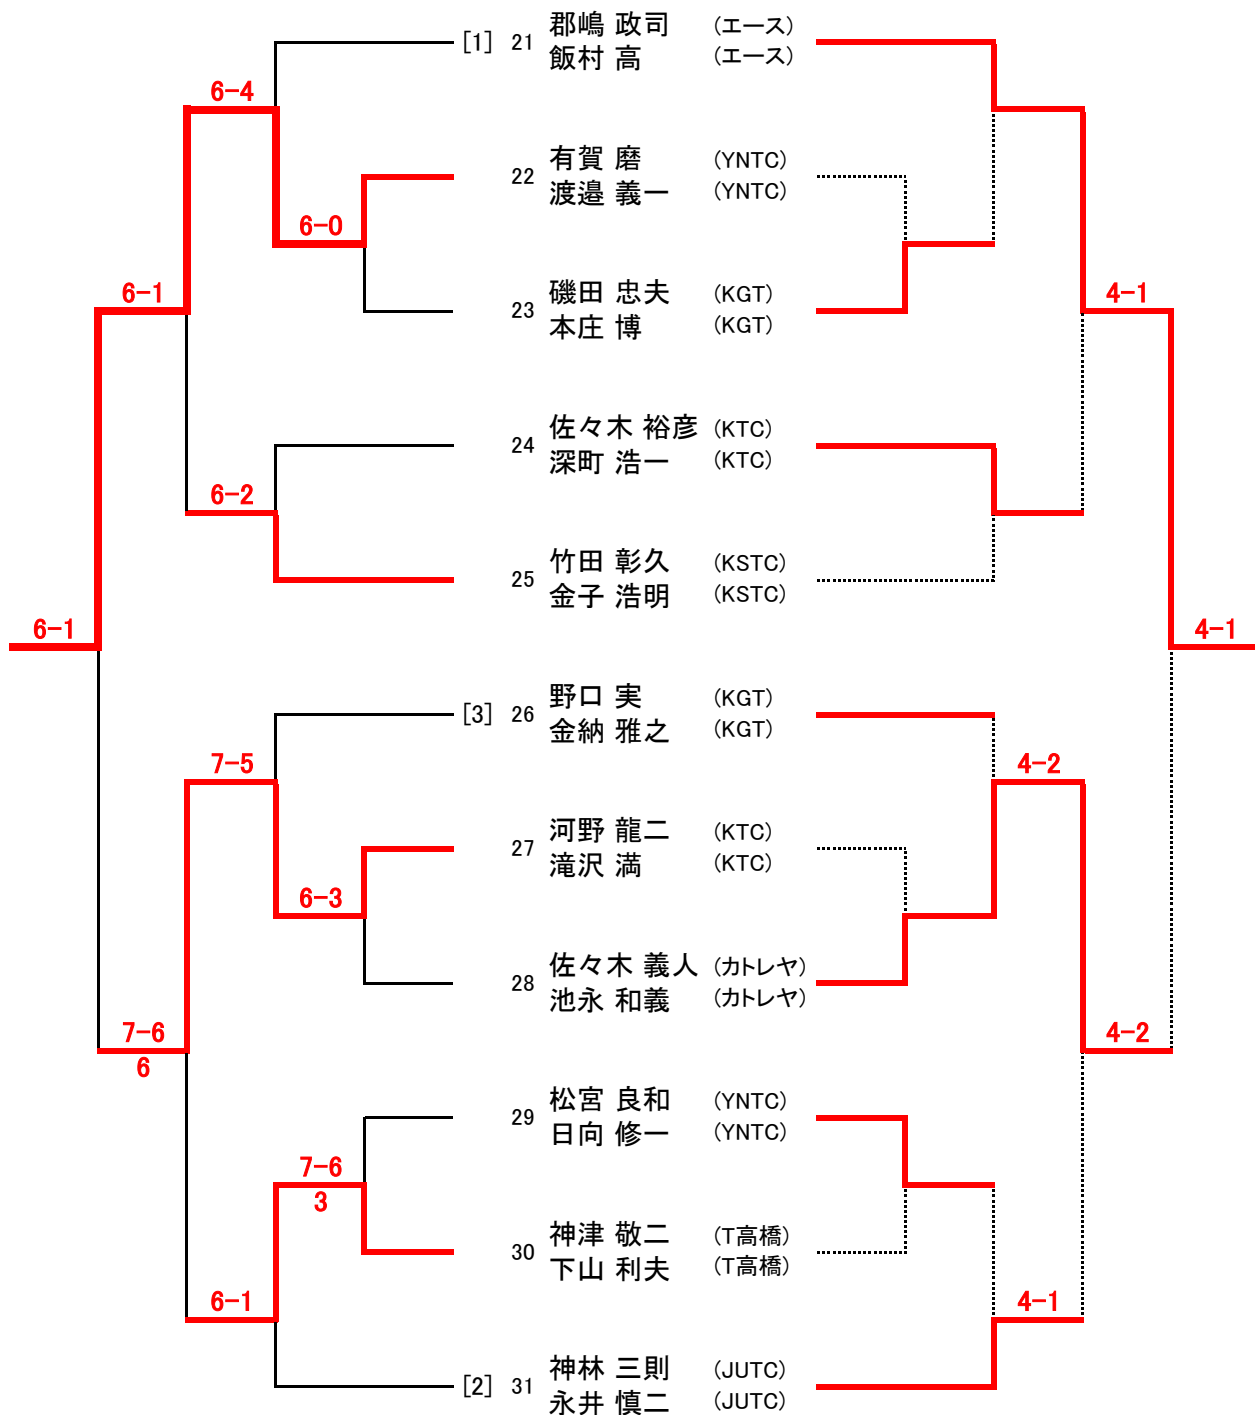 [1] 21 郡嶋 政司 (エース)
飯村 高 (エース)
6-4
22 有賀 磨 (YNTC)
渡邉 義一 (YNTC)
6-0
6-1
23 磯田 忠夫 (KGT)
本庄 博 (KGT)
4-1
24 佐々木 裕彦 (KTC)
深町 浩一 (KTC)
6-2
25 竹田 彰久 (KSTC)
金子 浩明 (KSTC)
6-1
4-1
[3] 26 野口 実 (KGT)
金納 雅之 (KGT)
7-5
4-2
27 河野 龍二 (KTC)
滝沢 満 (KTC)
6-3
28 佐々木 義人 (カトレヤ)
池永 和義 (カトレヤ)
7-6
6
4-2
29 松宮 良和 (YNTC)
日向 修一 (YNTC)
7-6
3
30 神津 敬二 (T高橋)
下山 利夫 (T高橋)
6-1
4-1
[2] 31 神林 三則 (JUTC)
永井 慎二 (JUTC)